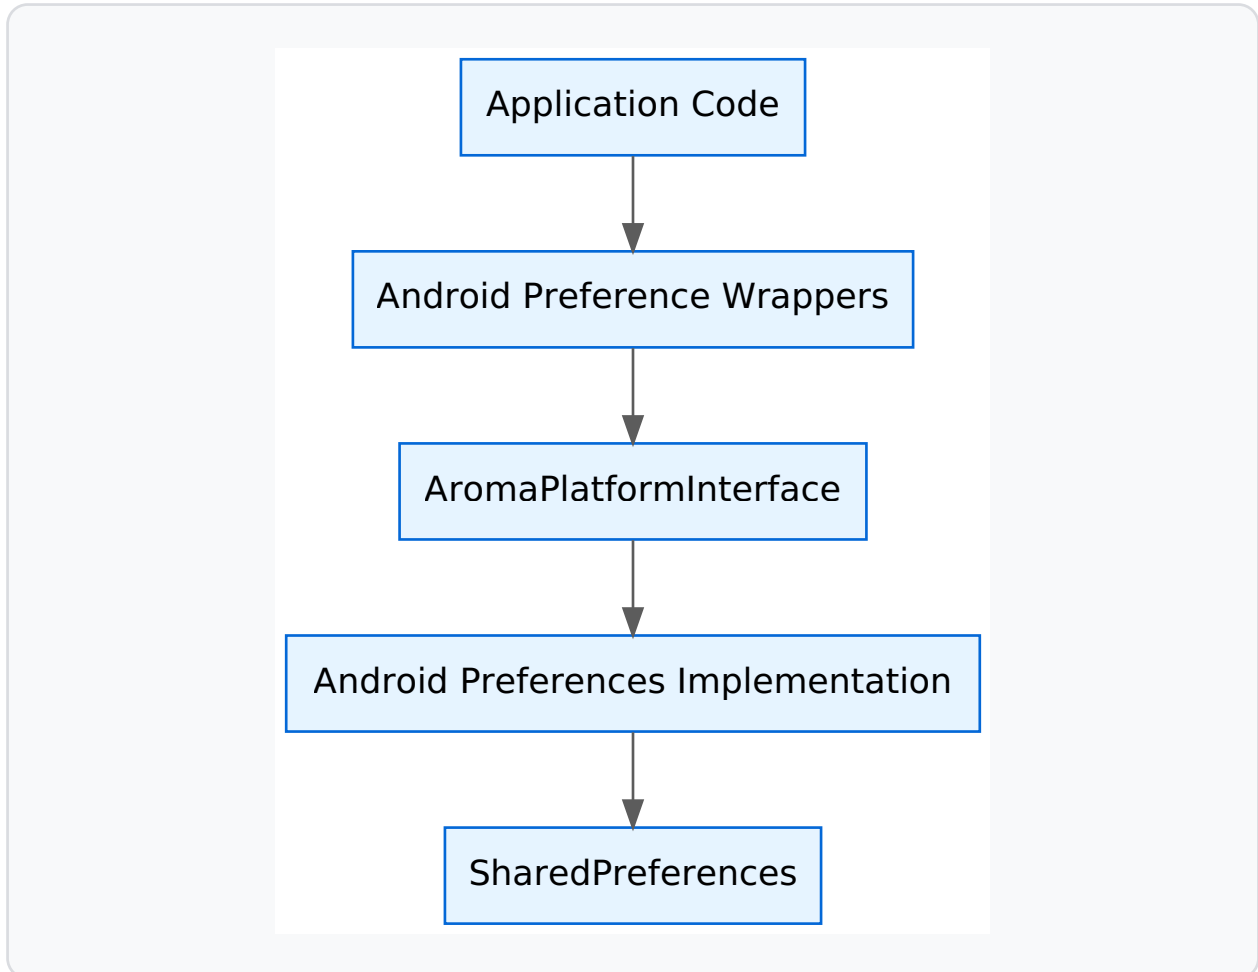 Application Code
Android Preference Wrappers
AromaPlatformInterface
Android Preferences Implementation
SharedPreferences